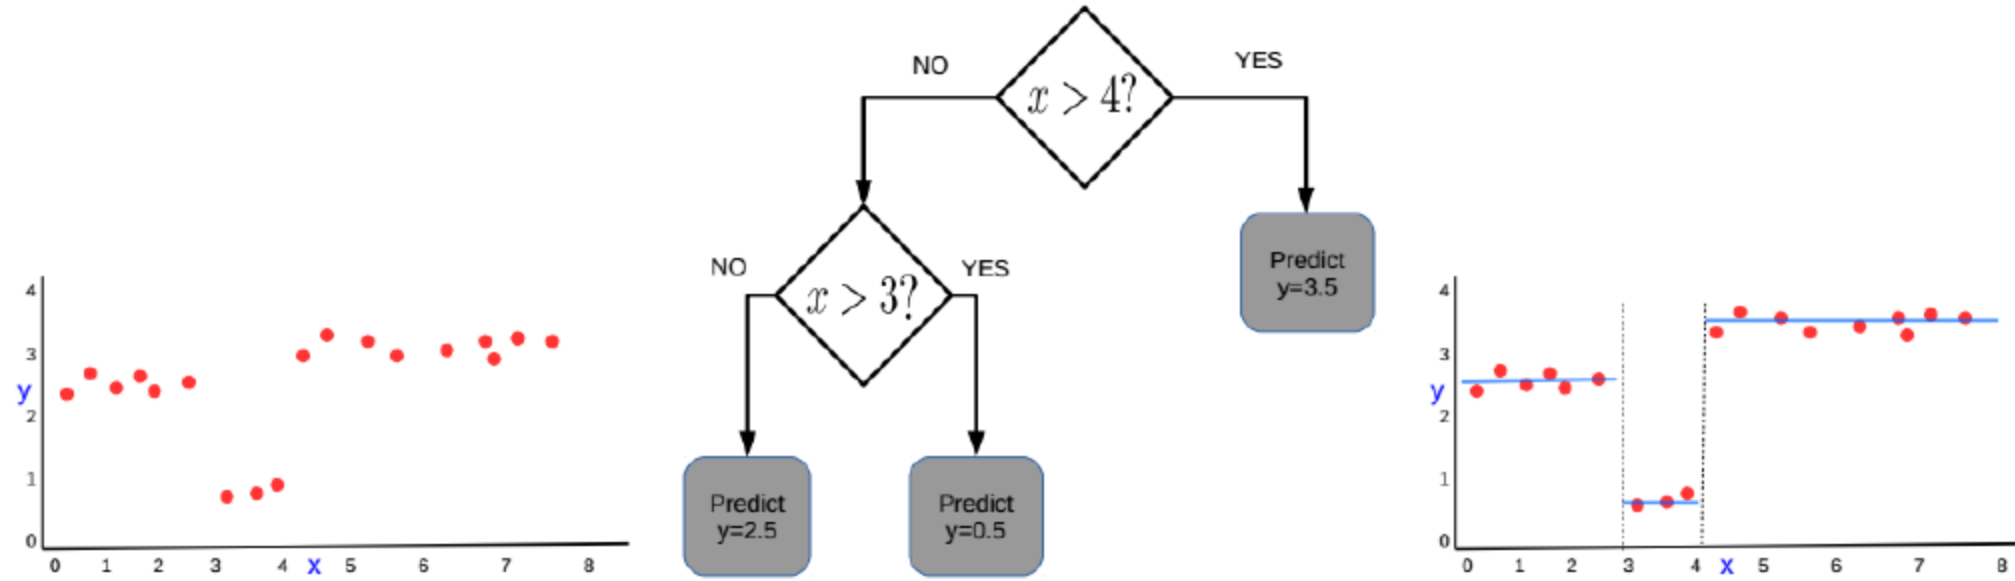 NO
YES
x > 4?
NO
YES
x > 3?
Predict
y=3.5
Predict
y=2.5
Predict
y=0.5
4
3
y
2
1
0
0 1 2 3 4 x 5 6 7 8
4
3
y
2
1
0
0 1 2 3 4 x 5 6 7 8